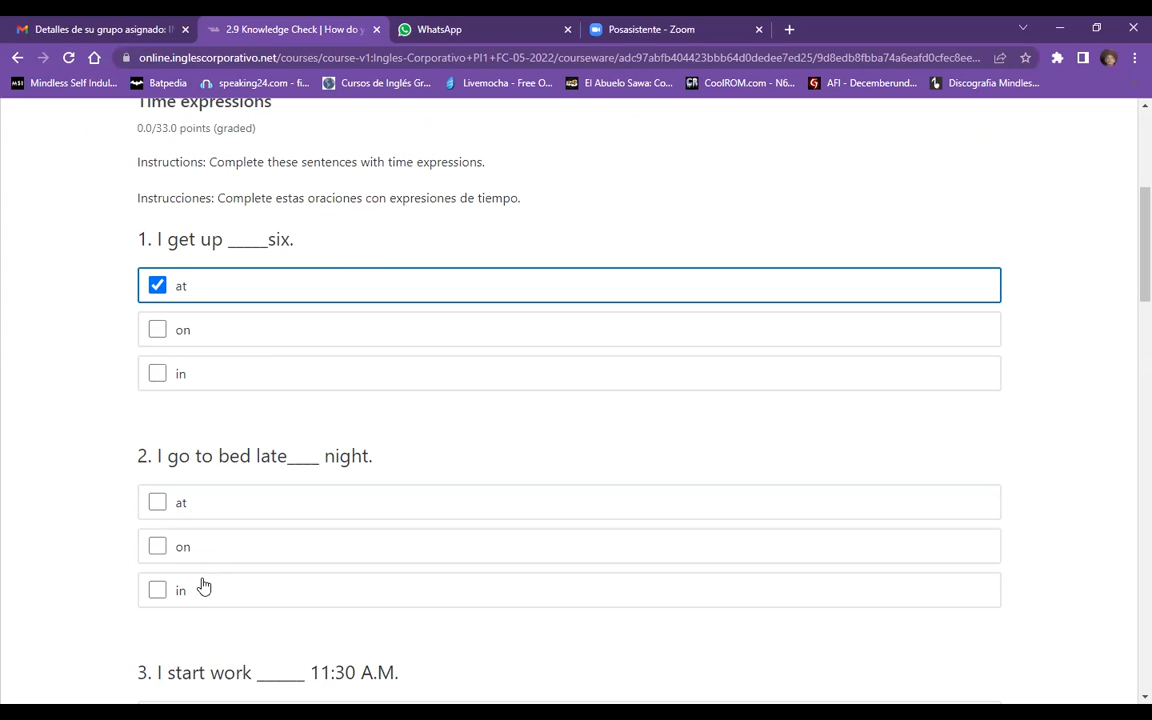 Detalles de su grupo asignado: I
2.9 Knowledge Check | How do y
WhatsApp
Posasistente - Zoom
online.inglescorporativo.net/courses/course-v1:Ingles-Corporativo+PI1+FC-05-2022/courseware/adc97abfb404423bbb64d0dedee7ed25/9d8edb8fbba74a6eafd0cfec8ee...
Mindless Self Indul...
Batpedia
speaking24.com - fi...
Cursos de Inglés Gr...
Livemocha - Free O...
El Abuelo Sawa: Co...
CoolROM.com - N6...
AFI - Decemberund...
Discografia Mindles...
Time expressions
0.0/33.0 points (graded)
Instructions: Complete these sentences with time expressions.
Instrucciones: Complete estas oraciones con expresiones de tiempo.
1. I get up _____six.
at
on
in
2. I go to bed late____ night.
at
on
in
3. I start work ______ 11:30 A.M.